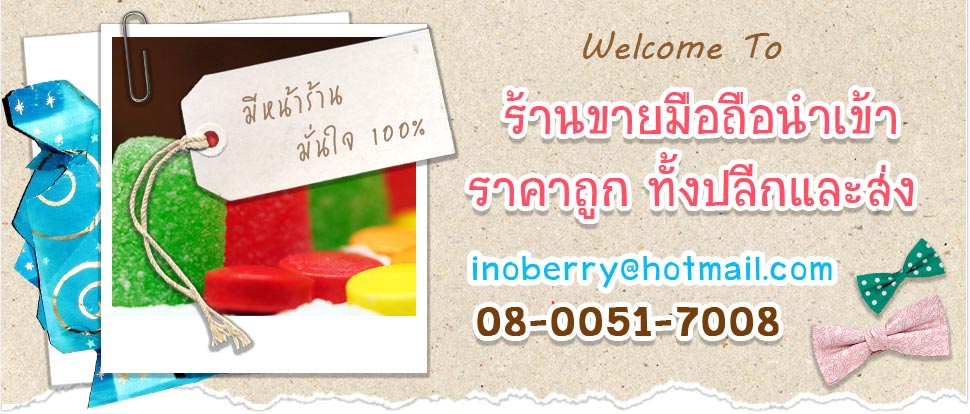 มีหน้าร้าน
มั่นใจ 100%
Welcome To
ร้านขายมือถือนำเข้า
ราคาถูก ทั้งปลีกและส่ง
inoberry@hotmail.com
08-0051-7008